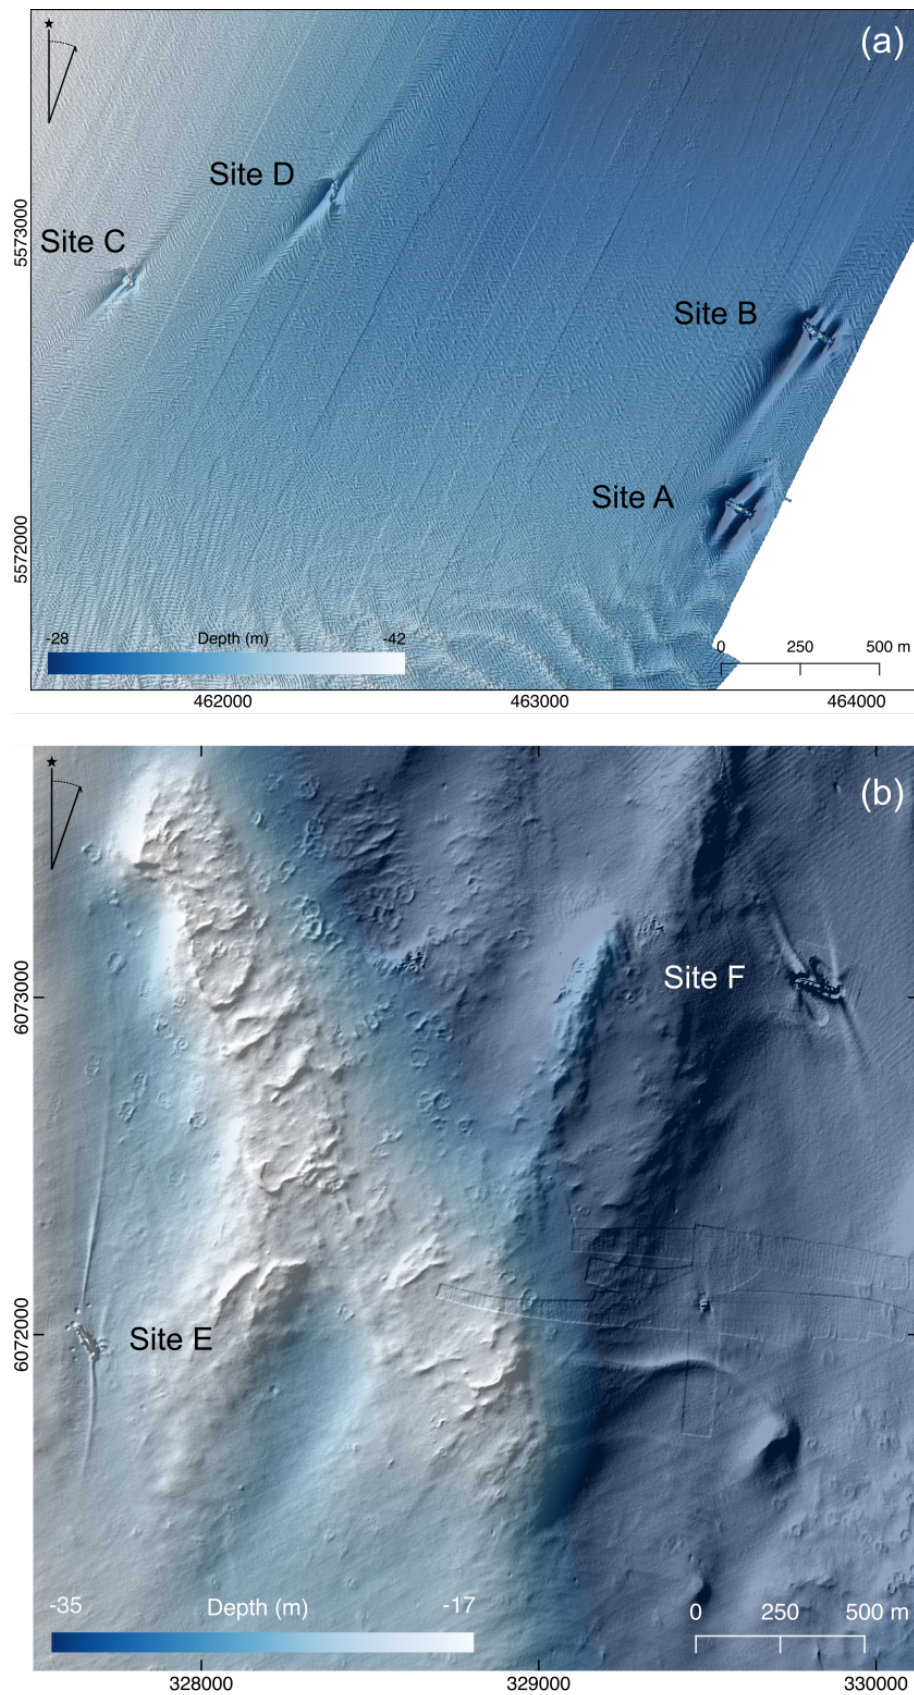 (a)
Site D
Site C
Site B
Site A
5573000
5572000
-28 Depth (m) -42
0 250 500 m
462000 463000 464000
(b)
Site F
Site E
6073000
6072000
-35 Depth (m) -17
0 250 500 m
328000 329000 330000